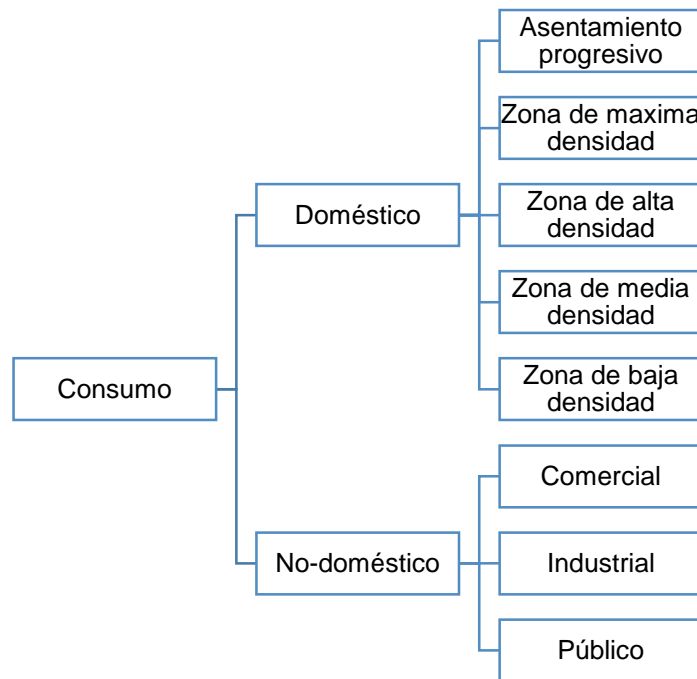 Asentamiento
progresivo
Zona de maxima
densidad
Doméstico
Zona de alta
densidad
Zona de media
densidad
Zona de baja
densidad
Consumo
Comercial
No-doméstico
Industrial
Público